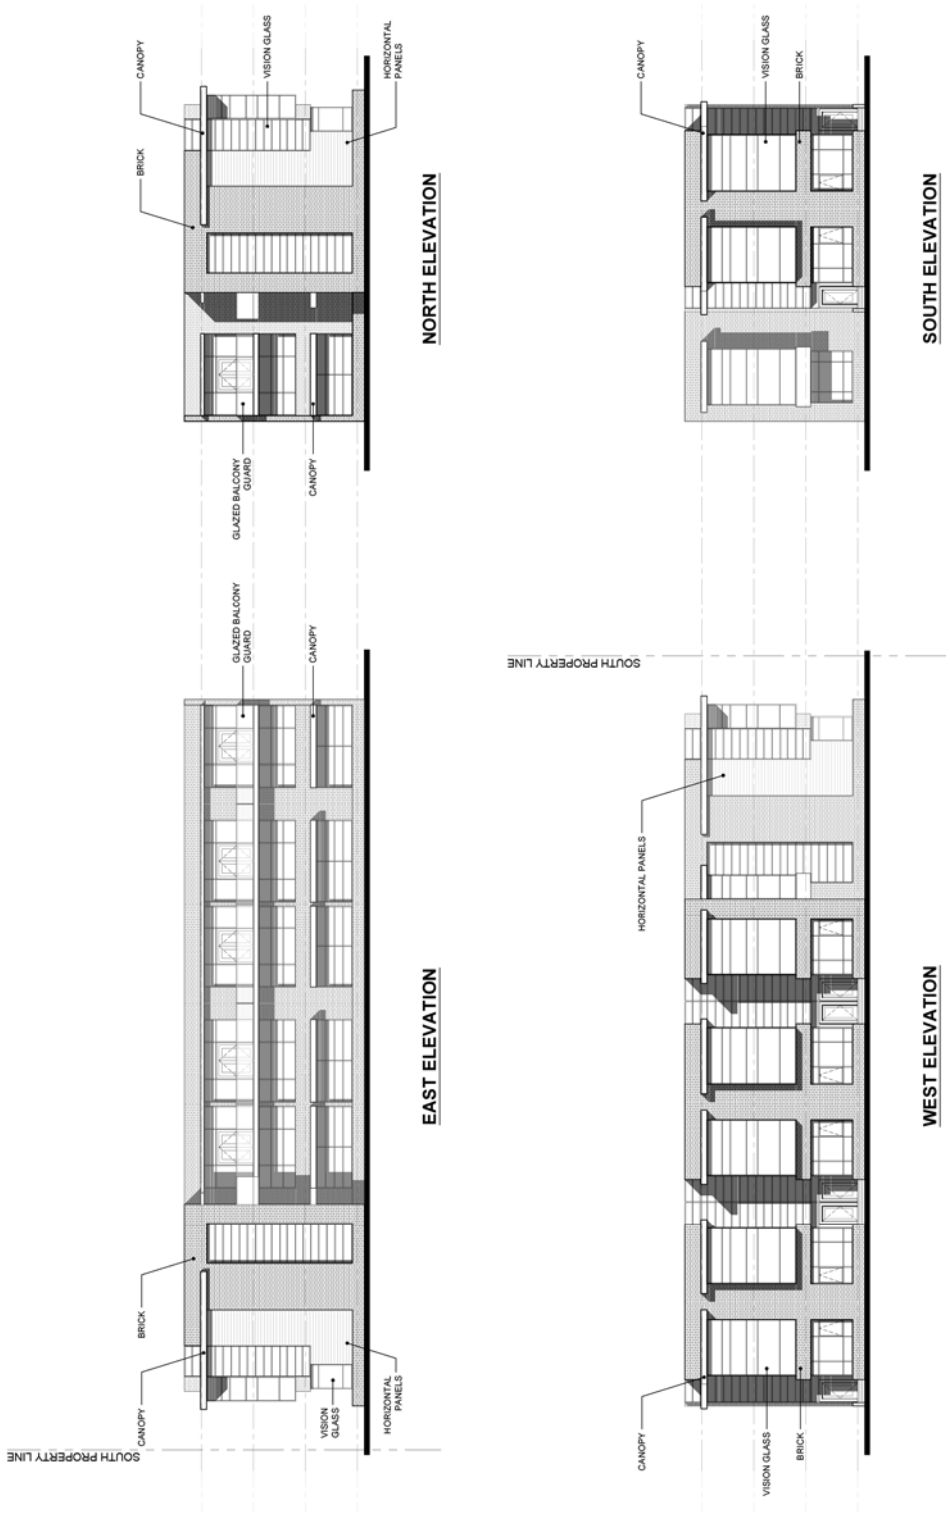 SOUTH PROPERTY LINE
CANOPY
BRICK
VISION
GLASS
HORIZONTAL
PANELS
GLAZED BALCONY
GUARD
CANOPY
EAST ELEVATION
GLAZED BALCONY
GUARD
CANOPY
BRICK
CANOPY
VISION GLASS
HORIZONTAL
PANELS
NORTH ELEVATION
CANOPY
VISION GLASS
BRICK
HORIZONTAL PANELS
SOUTH PROPERTY LINE
WEST ELEVATION
CANOPY
VISION GLASS
BRICK
SOUTH ELEVATION